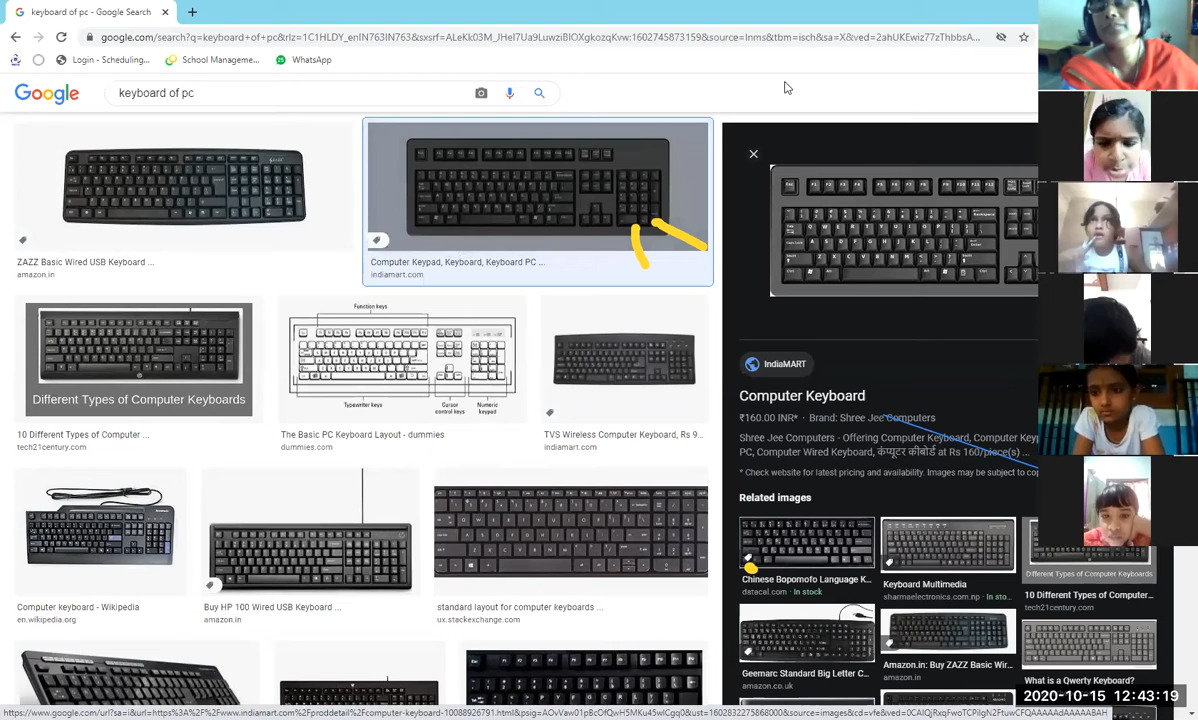 keyboard of pc - Google Search
google.com/search?q=keyboard+of+pc&rlz=1C1HLDY_enIN763IN763&sxsrf=
Login - Scheduling...
School Manageme...
WhatsApp
Google
keyboard of pc
ZAZZ Basic Wired USB Keyboard ...
amazon.in
Computer Keypad, Keyboard, Keyboard PC ...
indiamart.com
Different Types of Computer Keyboards
10 Different Types of Computer ...
tech21century.com
Function keys
Typewriter keys
Cursor control keys
Numeric keypad
The Basic PC Keyboard Layout - dummies
dummies.com
TVS Wireless Computer Keyboard, Rs 9...
indiamart.com
Computer keyboard - Wikipedia
en.wikipedia.org
Buy HP 100 Wired USB Keyboard ...
amazon.in
standard layout for computer keyboards ...
ux.stackexchange.com
IndiaMART
Computer Keyboard
₹160.00 INR* · Brand: Shree Jee Computers
Shree Jee Computers - Offering Computer Keyboard, Computer Key
PC, Computer Wired Keyboard, कंप्यूटर कीबोर्ड at Rs 160/piece(s) ...
* Check website for latest pricing and availability. Images may be subject to cop
Related images
Chinese Bopomofo Language K...
datacal.com · In stock
Keyboard Multimedia
sharmaelectronics.com.np · In sto...
Different Types of Computer Keyboards
10 Different Types of Computer...
tech21century.com
Geemarc Standard Big Letter C...
amazon.co.uk
Amazon.in: Buy ZAZZ Basic Wir...
amazon.in
What is a Qwerty Keyboard?
2020-10-15 12:43:19